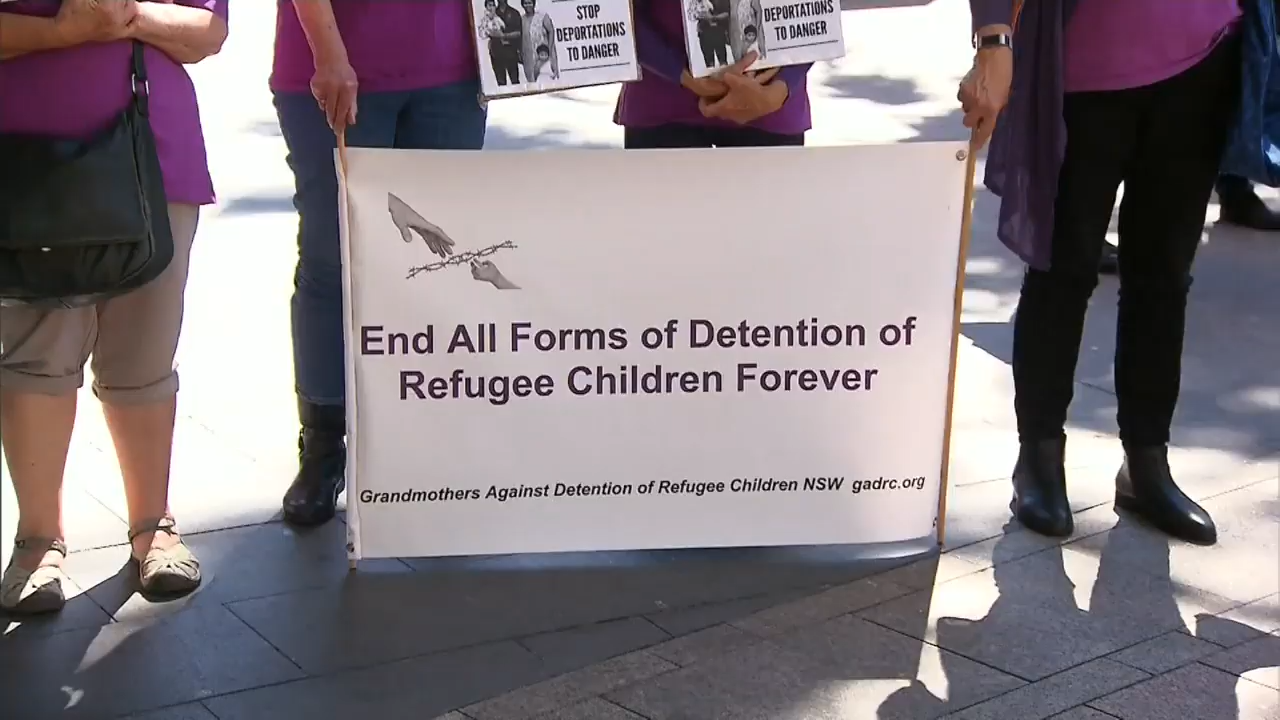 STOP
DEPORTATIONS
TO DANGER
DEPORTATIONS
TO DANGER
End All Forms of Detention of
Refugee Children Forever
Grandmothers Against Detention of Refugee Children NSW gadrc.org